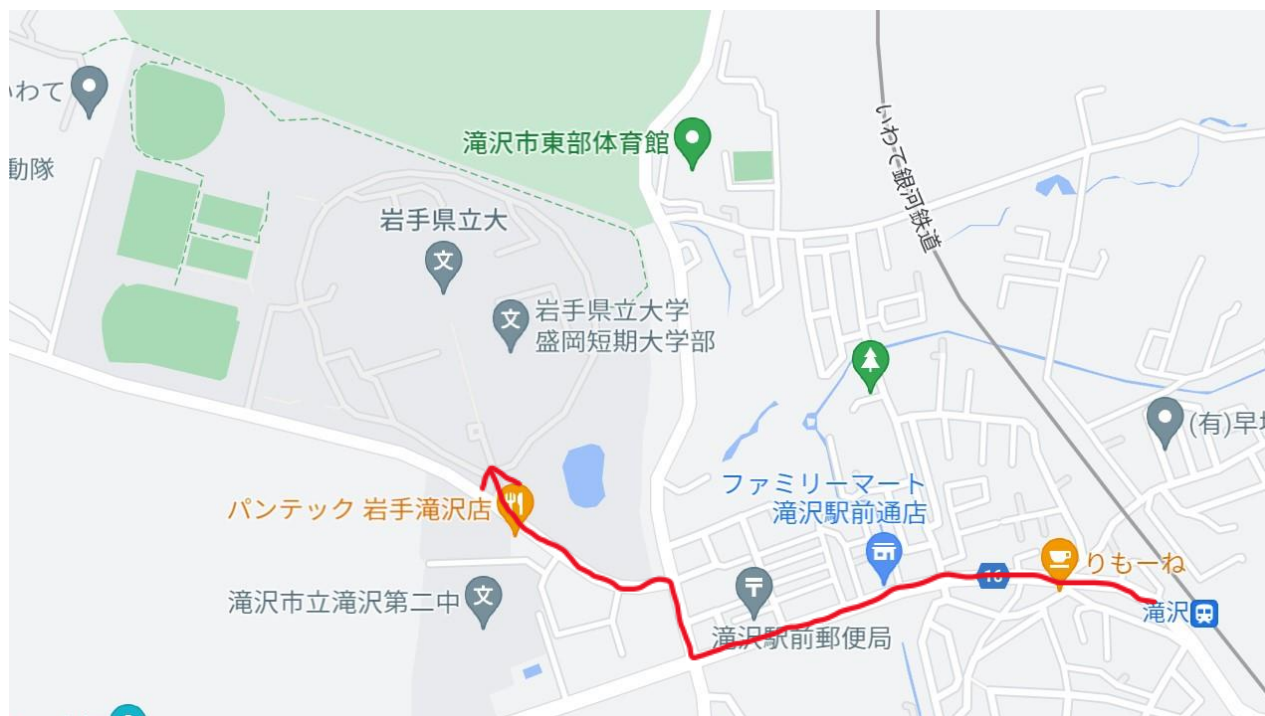 いわて
動隊
滝沢市東部体育館
いわて銀河鉄道
岩手県立大
文
文
岩手県立大学
盛岡短期大学部
(有)早坂
パンテック 岩手滝沢店
ファミリーマート
滝沢駅前通店
16
りもーね
滝沢市立滝沢第二中
文
〒
滝沢駅前郵便局
滝沢